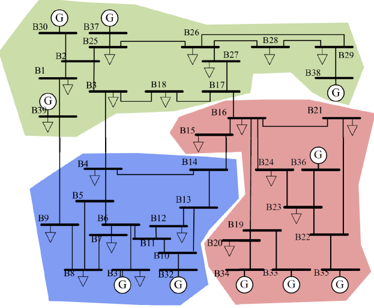 G G
B30 B37
B26
B25 B28
B2 B29
B27
B1 B38
G B3 B18 B17 G
B39
B16 B21
B15
B4 B14 B24 B36
G
B5
B13 B23
B9 B6 B12 B19
B7 B11 B20 B22
B10
B8 B31 B32 B34 B33 B35
G G G G G